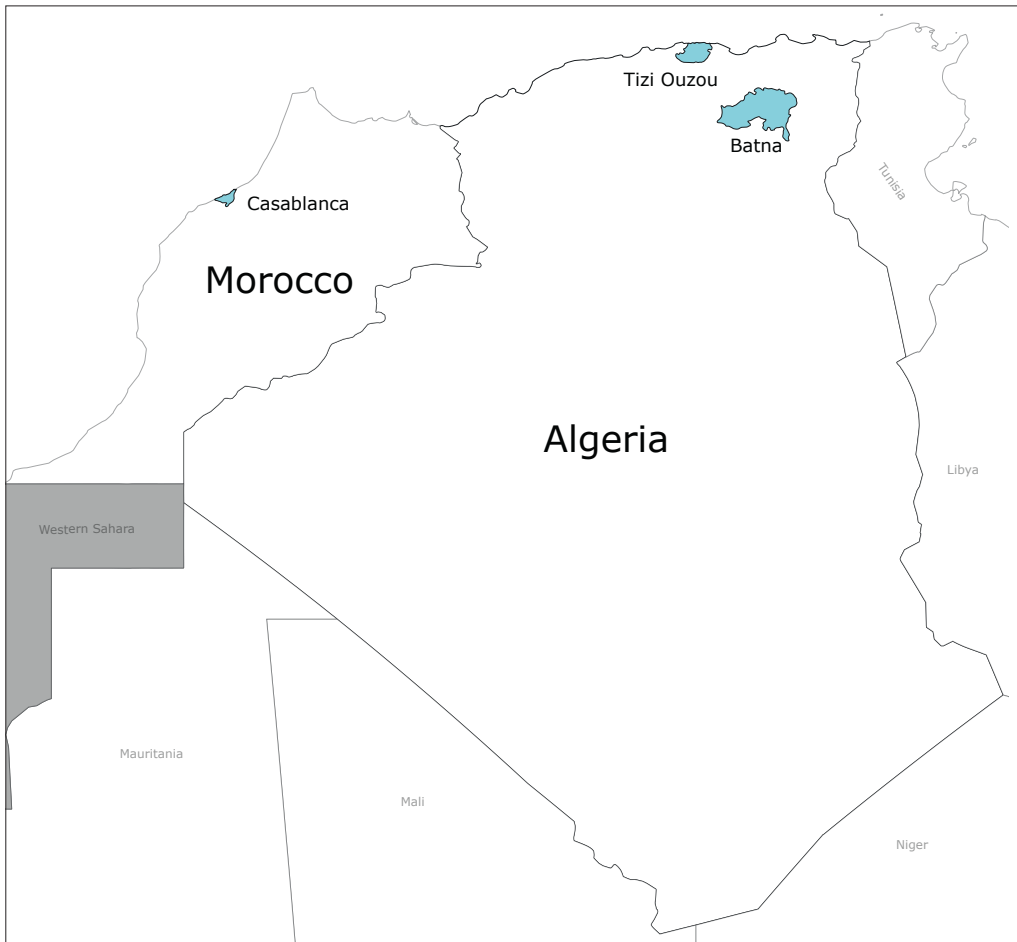 Tizi Ouzou
Batna
Tunisia
Casablanca
Morocco
Algeria
Libya
Western Sahara
Mauritania
Mali
Niger